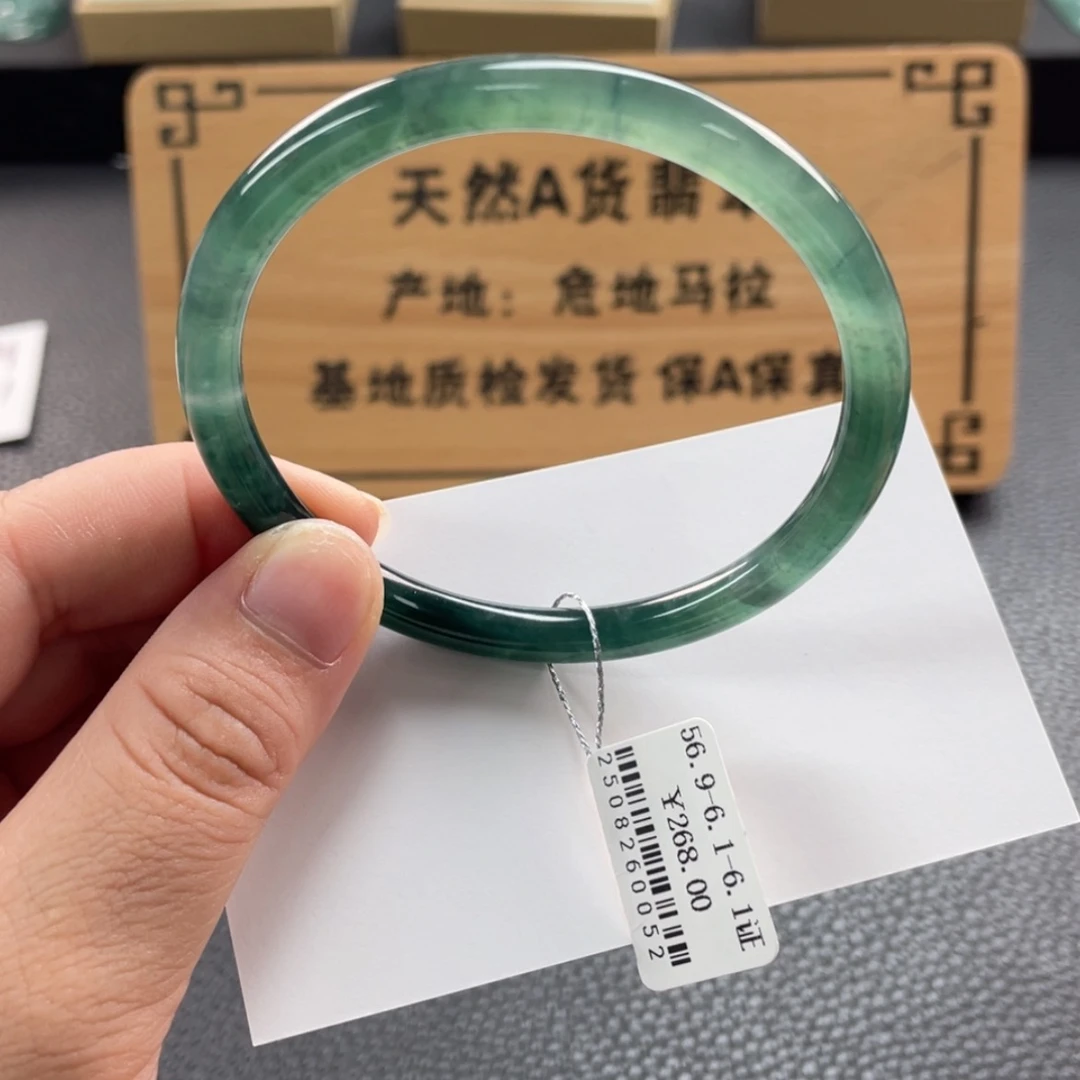 天然A货翡
产地：危地马拉
基地质检发货 保A保真
56.9-6.1-6.1证
¥268.00
2508260052